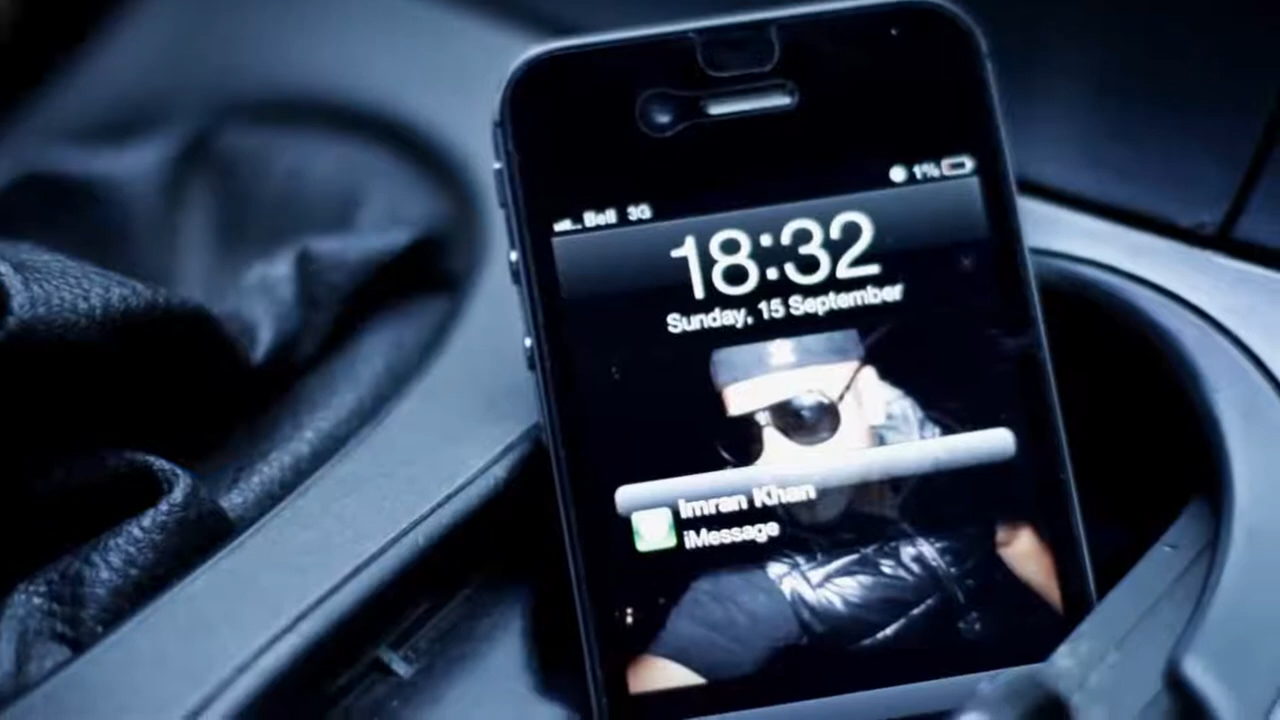 Bell 3G
1%
18:32
Sunday, 15 September
Imran Khan
iMessage